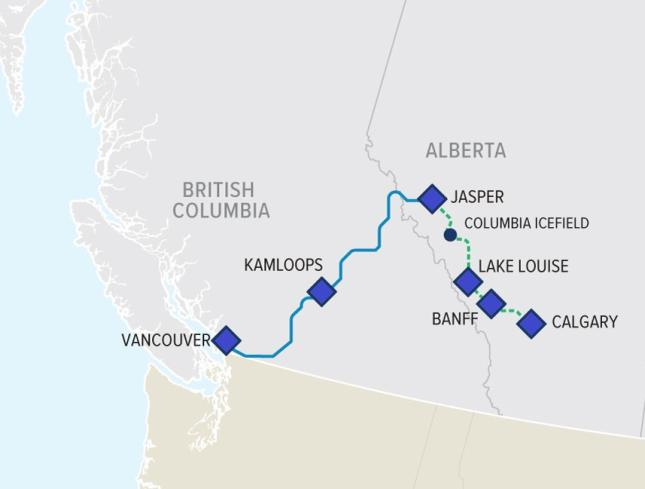 ALBERTA
BRITISH
COLUMBIA
JASPER
COLUMBIA ICEFIELD
KAMLOOPS
LAKE LOUISE
BANFF
CALGARY
VANCOUVER